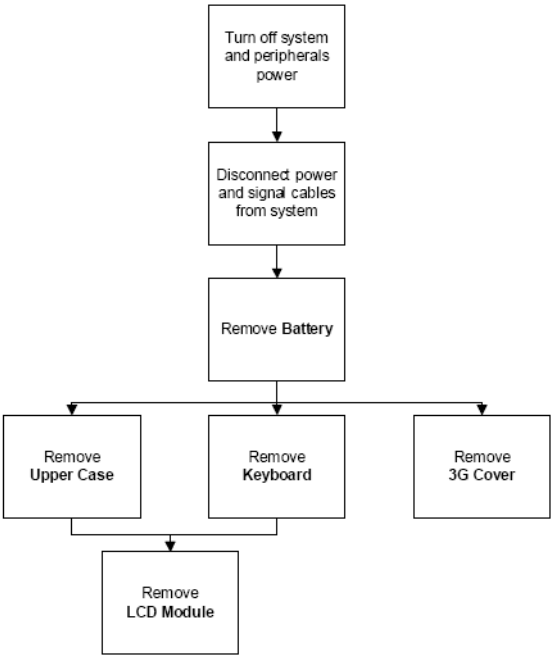 Turn off system
and peripherals
power
Disconnect power
and signal cables
from system
Remove Battery
Remove
Upper Case
Remove
Keyboard
Remove
3G Cover
Remove
LCD Module